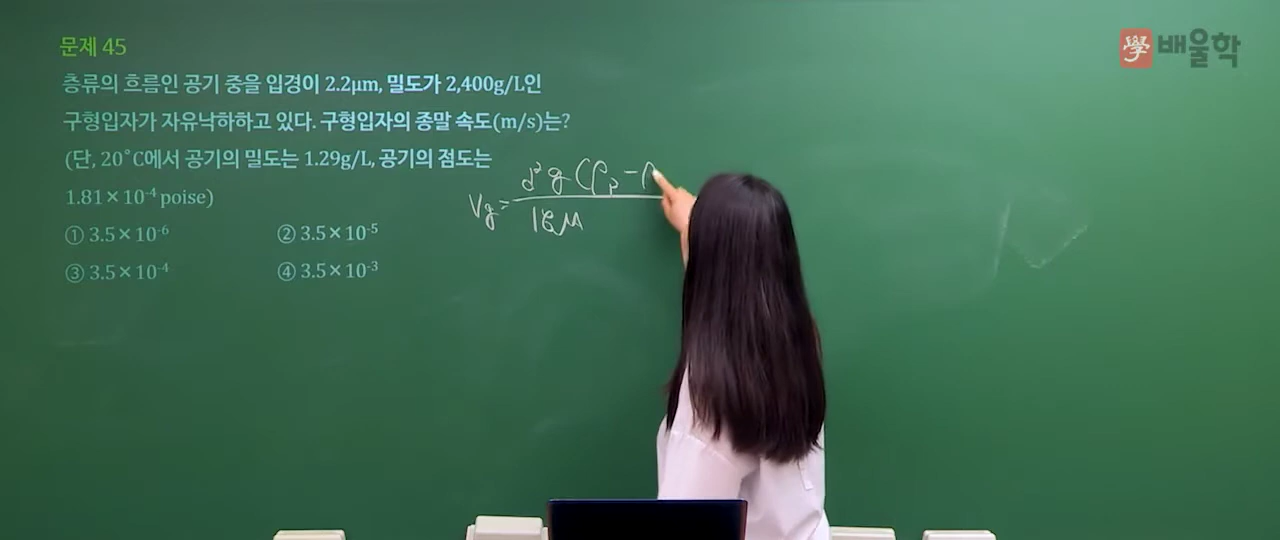 學 배울학
문제 45
층류의 흐름인 공기 중을 입경이 2.2μm, 밀도가 2,400g/L인
구형입자가 자유낙하하고 있다. 구형입자의 종말 속도(m/s)는?
(단, 20˚C에서 공기의 밀도는 1.29g/L, 공기의 점도는
1.81×10⁻⁴ poise)
① 3.5×10⁻⁶ ② 3.5×10⁻⁵
③ 3.5×10⁻⁴ ④ 3.5×10⁻³
d² g (ρp - ρ
Vg =
18μ